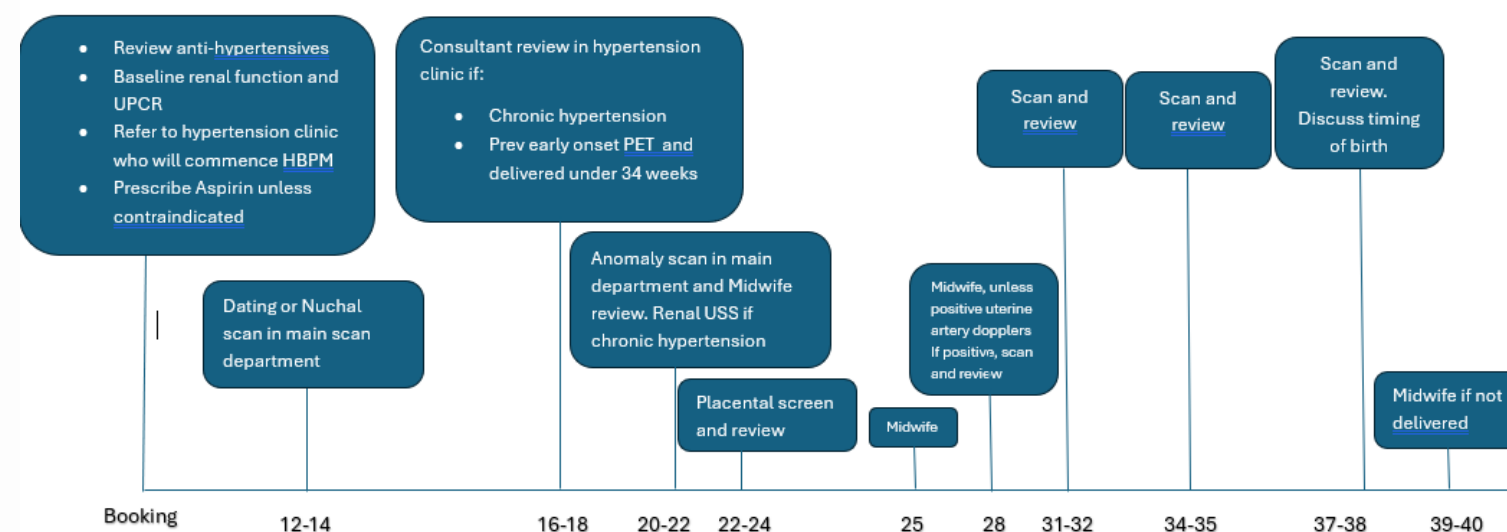 • Review anti-hypertensives
• Baseline renal function and
UPCR
• Refer to hypertension clinic
who will commence HBPM
• Prescribe Aspirin unless
contraindicated
Dating or Nuchal
scan in main scan
department
Consultant review in hypertension
clinic if:
• Chronic hypertension
• Prev early onset PET and
delivered under 34 weeks
Anomaly scan in main
department and Midwife
review. Renal USS if
chronic hypertension
Placental screen
and review
Midwife
Midwife, unless
positive uterine
artery dopplers
If positive, scan
and review
Scan and
review
Scan and
review
Scan and
review.
Discuss timing
of birth
Midwife if not
delivered
Booking
12-14
16-18
20-22
22-24
25
28
31-32
34-35
37-38
39-40